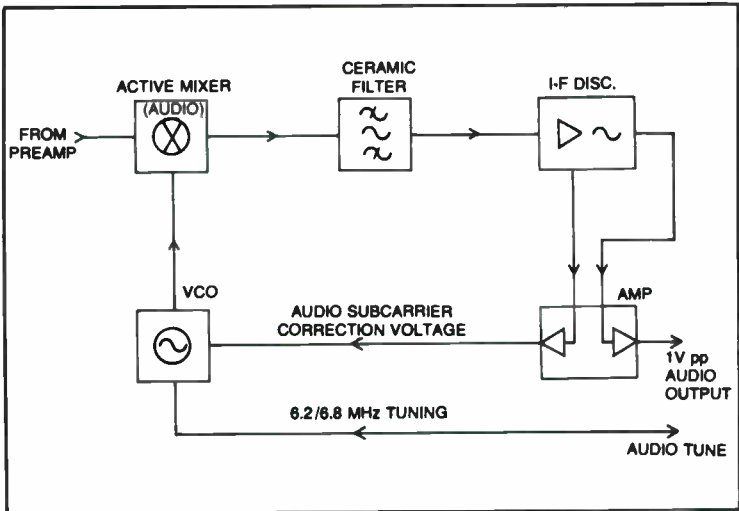 ACTIVE MIXER
(AUDIO)
CERAMIC
FILTER
I-F DISC.
FROM
PREAMP
VCO
AUDIO SUBCARRIER
CORRECTION VOLTAGE
AMP
1V pp
AUDIO
OUTPUT
6.2/6.8 MHz TUNING
AUDIO TUNE